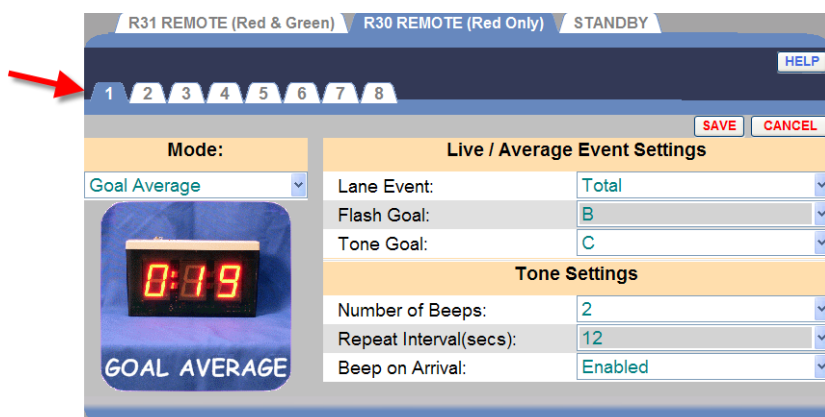 R31 REMOTE (Red & Green) R30 REMOTE (Red Only) STANDBY
HELP
1 2 3 4 5 6 7 8
SAVE CANCEL
Mode: Live / Average Event Settings
Goal Average Lane Event: Total
Flash Goal: B
Tone Goal: C
0:19 Tone Settings
Number of Beeps: 2
Repeat Interval(secs): 12
GOAL AVERAGE Beep on Arrival: Enabled